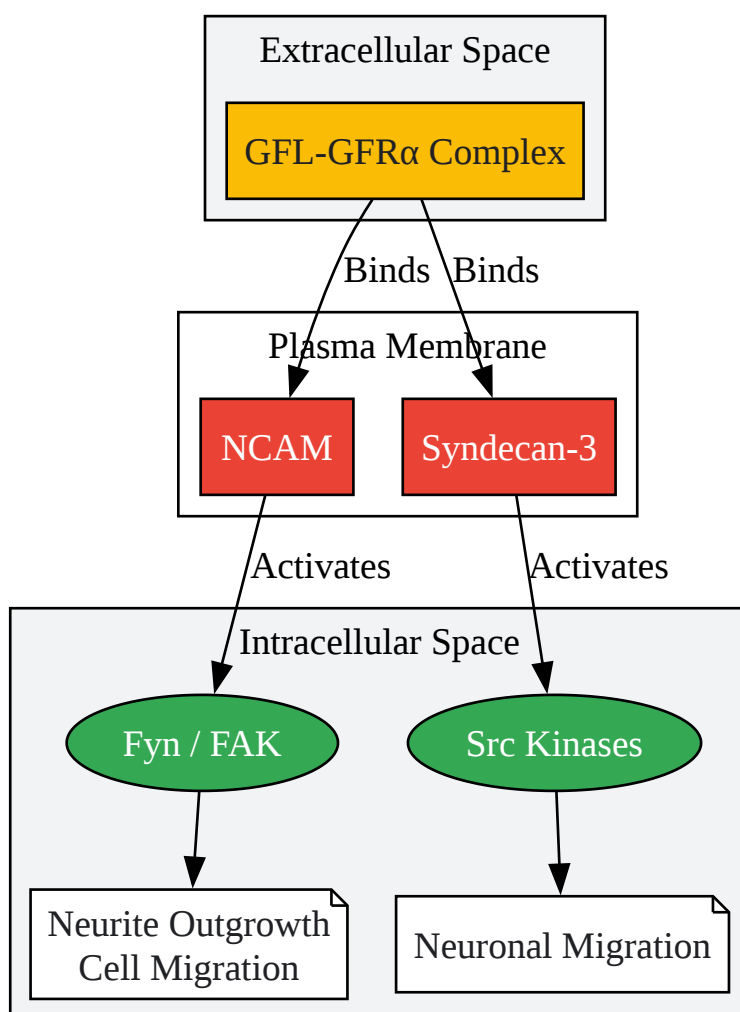 Extracellular Space
GFL-GFRα Complex
Binds
Binds
Plasma Membrane
NCAM
Syndecan-3
Activates
Activates
Intracellular Space
Fyn / FAK
Src Kinases
Neurite Outgrowth
Cell Migration
Neuronal Migration